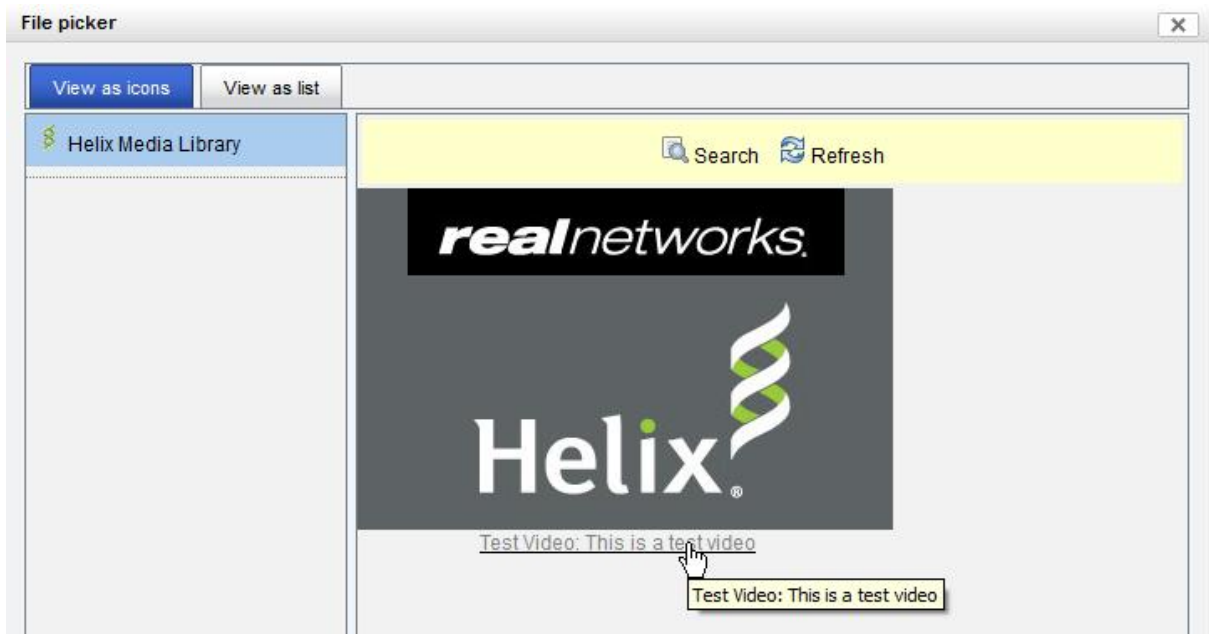 File picker
View as icons View as list
Helix Media Library
Search Refresh
realnetworks.
Helix®
Test Video: This is a test video
Test Video: This is a test video